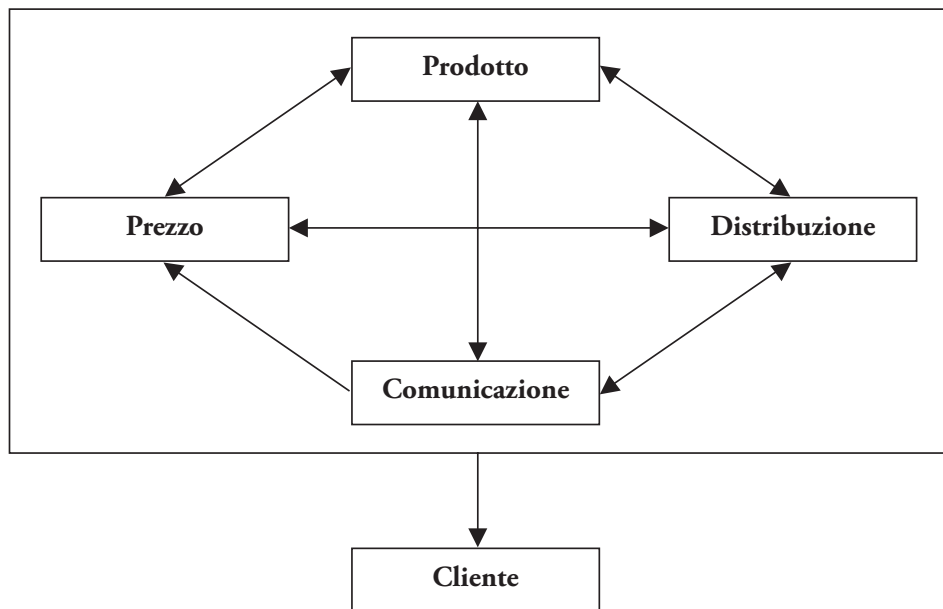 Prodotto
Prezzo
Distribuzione
Comunicazione
Cliente